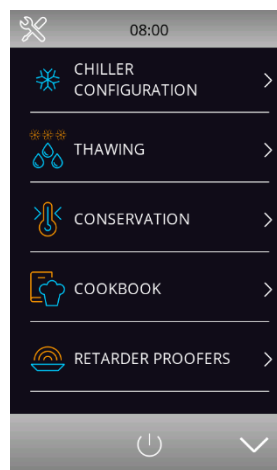 08:00
CHILLER
CONFIGURATION
THAWING
CONSERVATION
COOKBOOK
RETARDER PROOFERS